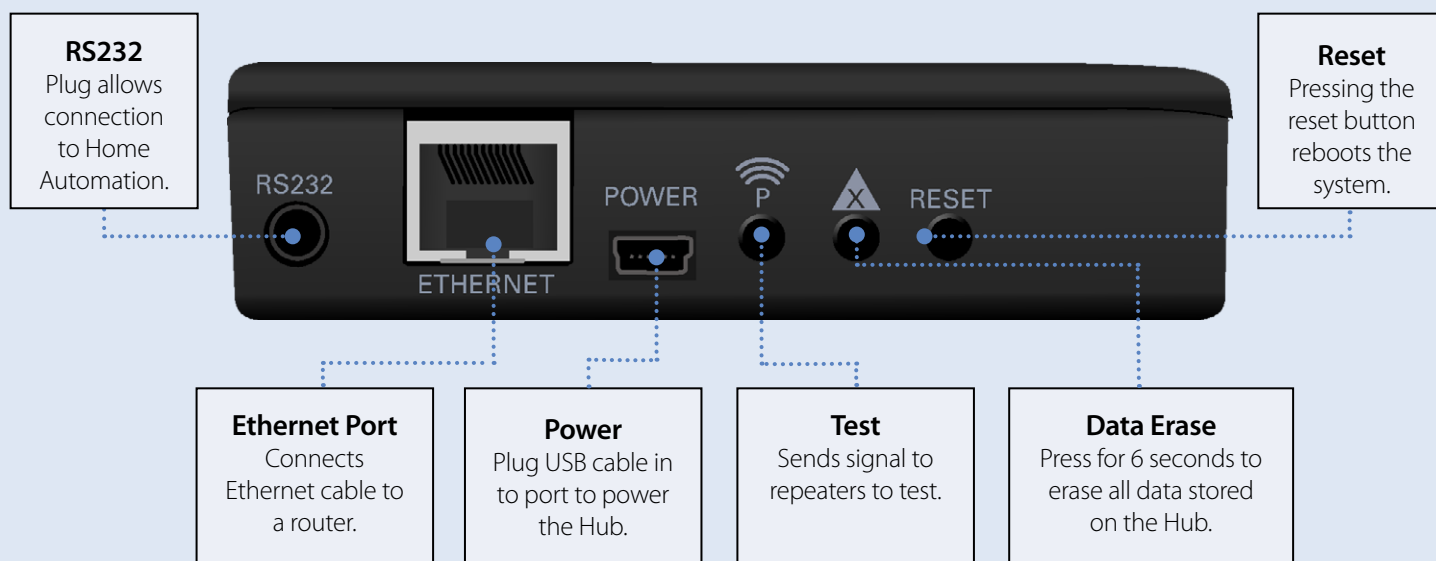 RS232
Plug allows
connection
to Home
Automation.
Reset
Pressing the
reset button
reboots the
system.
RS232
ETHERNET
POWER
P
X
RESET
Ethernet Port
Connects
Ethernet cable to
a router.
Power
Plug USB cable in
to port to power
the Hub.
Test
Sends signal to
repeaters to test.
Data Erase
Press for 6 seconds to
erase all data stored
on the Hub.